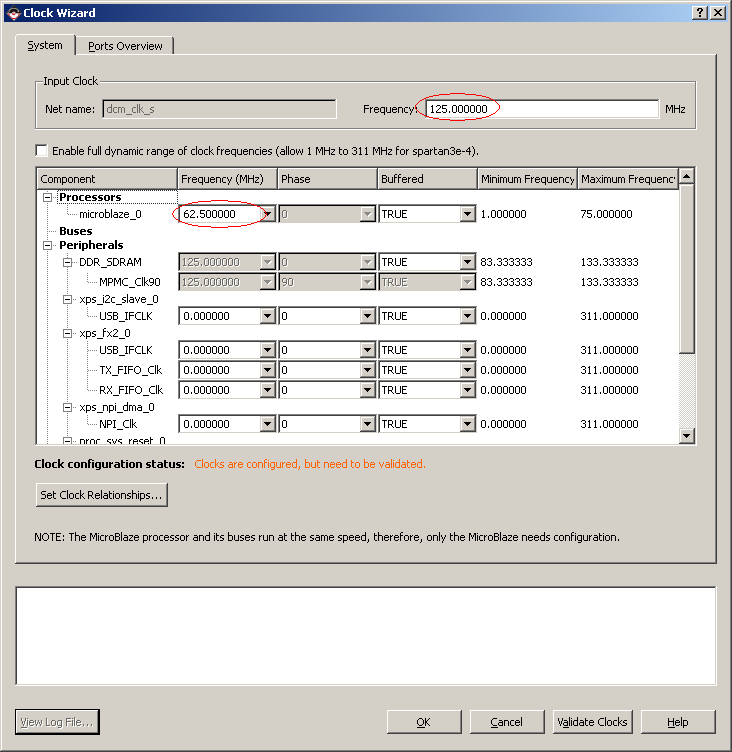 Clock Wizard
System Ports Overview
Input Clock
Net name: dcm_clk_s Frequency: 125.000000 MHz
Enable full dynamic range of clock frequencies (allow 1 MHz to 311 MHz for spartan3e-4).
Component Frequency (MHz) Phase Buffered Minimum Frequency Maximum Frequency
Processors
microblaze_0 62.500000 0 TRUE 1.000000 75.000000
Buses
Peripherals
DDR_SDRAM 125.000000 0 TRUE 83.333333 133.333333
MPMC_Clk90 125.000000 90 TRUE 83.333333 133.333333
xps_i2c_slave_0
USB_IFCLK 0.000000 0 TRUE 0.000000 311.000000
xps_fx2_0
USB_IFCLK 0.000000 0 TRUE 0.000000 311.000000
TX_FIFO_Clk 0.000000 0 TRUE 0.000000 311.000000
RX_FIFO_Clk 0.000000 0 TRUE 0.000000 311.000000
xps_npi_dma_0
NPI_Clk 0.000000 0 TRUE 0.000000 311.000000
proc_sys_reset_0
Clock configuration status: Clocks are configured, but need to be validated.
Set Clock Relationships...
NOTE: The MicroBlaze processor and its buses run at the same speed, therefore, only the MicroBlaze needs configuration.
View Log File... OK Cancel Validate Clocks Help